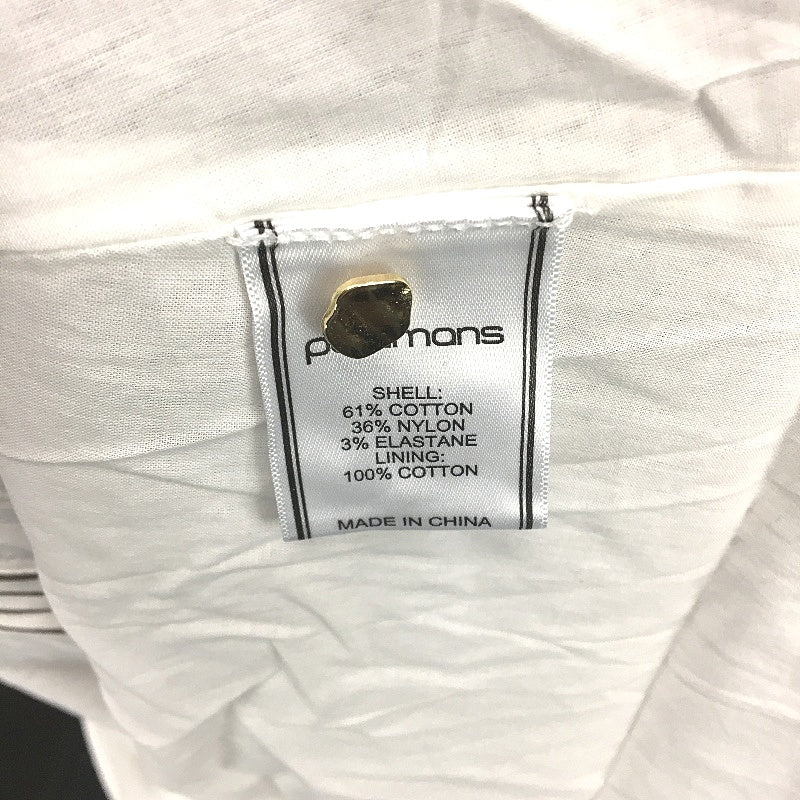 SHELL:
61% COTTON
36% NYLON
3% ELASTANE
LINING:
100% COTTON
MADE IN CHINA